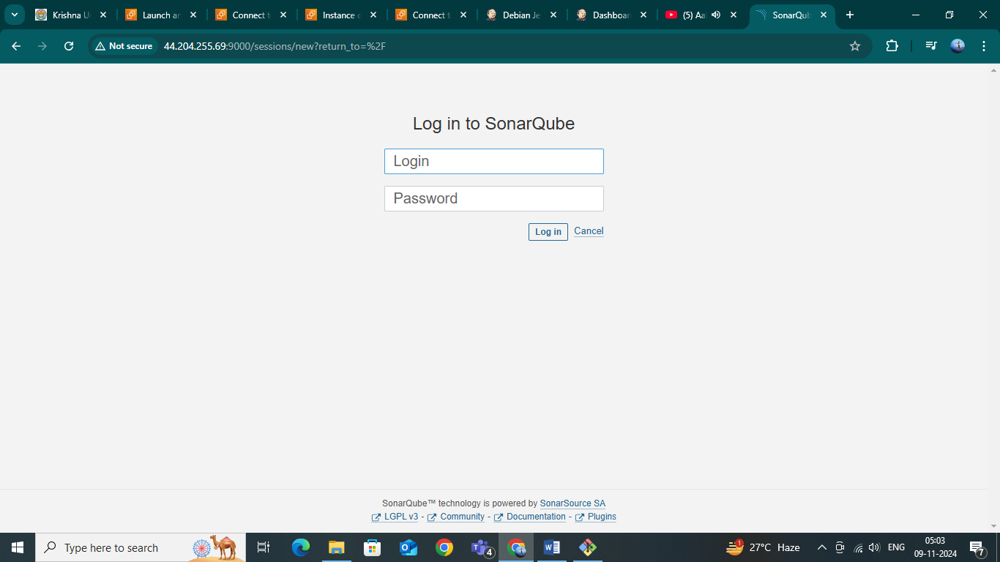 Krishna U
Launch an
Connect t
Instance d
Connect t
Debian Je
Dashboar
(5) Aa
SonarQub
Not secure
44.204.255.69:9000/sessions/new?return_to=%2F
Log in to SonarQube
Login
Password
Log in
Cancel
SonarQube™ technology is powered by SonarSource SA
LGPL v3 - Community - Documentation - Plugins
Type here to search
4
1
27°C Haze
ENG
05:03
09-11-2024
7